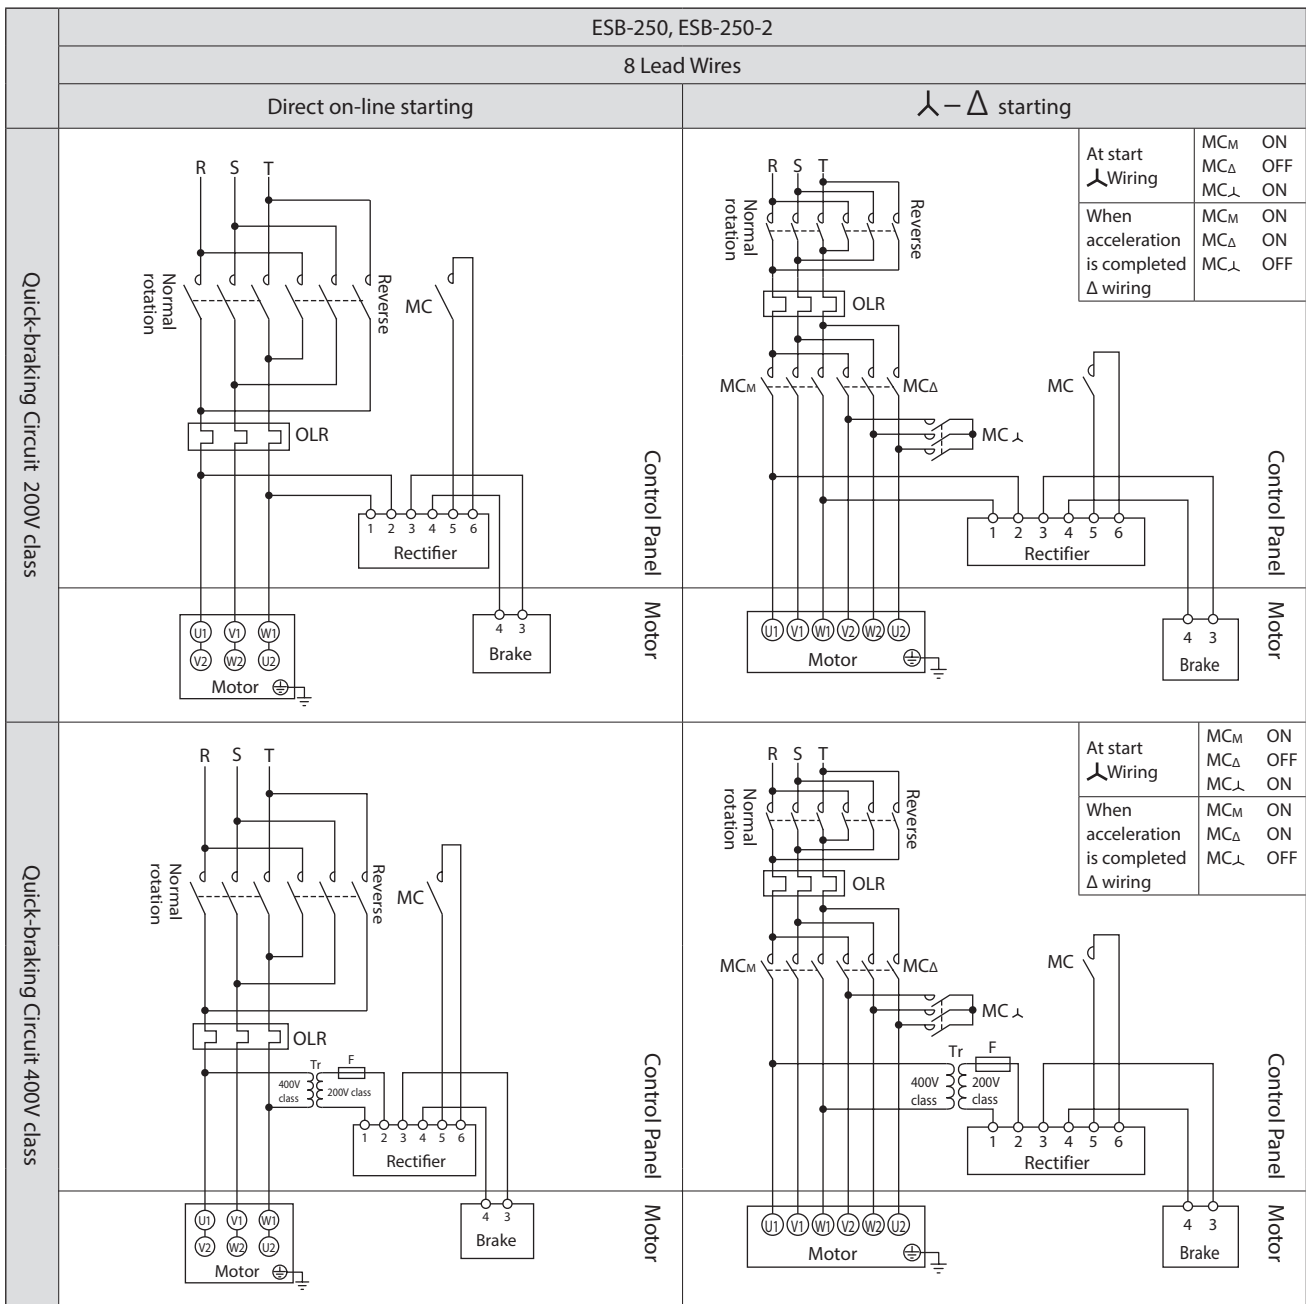 ESB-250, ESB-250-2
8 Lead Wires
Direct on-line starting
⅄ – Δ starting
Quick-braking Circuit 200V class
R S T
Normal
rotation
Reverse
MC
OLR
Control Panel
1 2 3 4 5 6
Rectifier
Motor
U1 V1 W1
V2 W2 U2
Motor
4 3
Brake
At start
⅄ Wiring
MCM ON
MCΔ OFF
MC⅄ ON
When
acceleration
is completed
Δ wiring
MCM ON
MCΔ ON
MC⅄ OFF
R S T
Normal
rotation
Reverse
OLR
MCM
MCΔ
MC
MC⅄
Control Panel
1 2 3 4 5 6
Rectifier
Motor
U1 V1 W1 V2 W2 U2
Motor
4 3
Brake
Quick-braking Circuit 400V class
R S T
Normal
rotation
Reverse
MC
OLR
Tr F
400V
class
200V class
Control Panel
1 2 3 4 5 6
Rectifier
Motor
U1 V1 W1
V2 W2 U2
Motor
4 3
Brake
At start
⅄ Wiring
MCM ON
MCΔ OFF
MC⅄ ON
When
acceleration
is completed
Δ wiring
MCM ON
MCΔ ON
MC⅄ OFF
R S T
Normal
rotation
Reverse
OLR
MCM
MCΔ
MC
MC⅄
Tr F
400V
class
200V
class
Control Panel
1 2 3 4 5 6
Rectifier
Motor
U1 V1 W1 V2 W2 U2
Motor
4 3
Brake